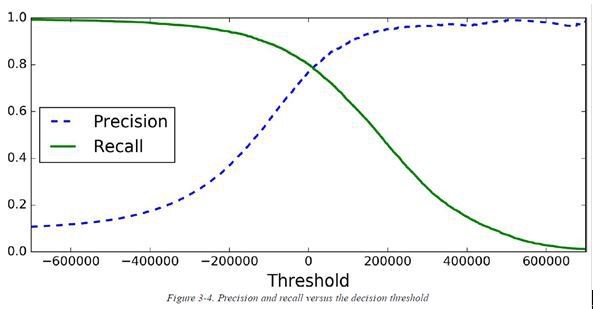 1.0
0.8
0.6
0.4
0.2
0.0
Precision
Recall
−600000 −400000 −200000 0 200000 400000 600000
Threshold
Figure 3-4. Precision and recall versus the decision threshold